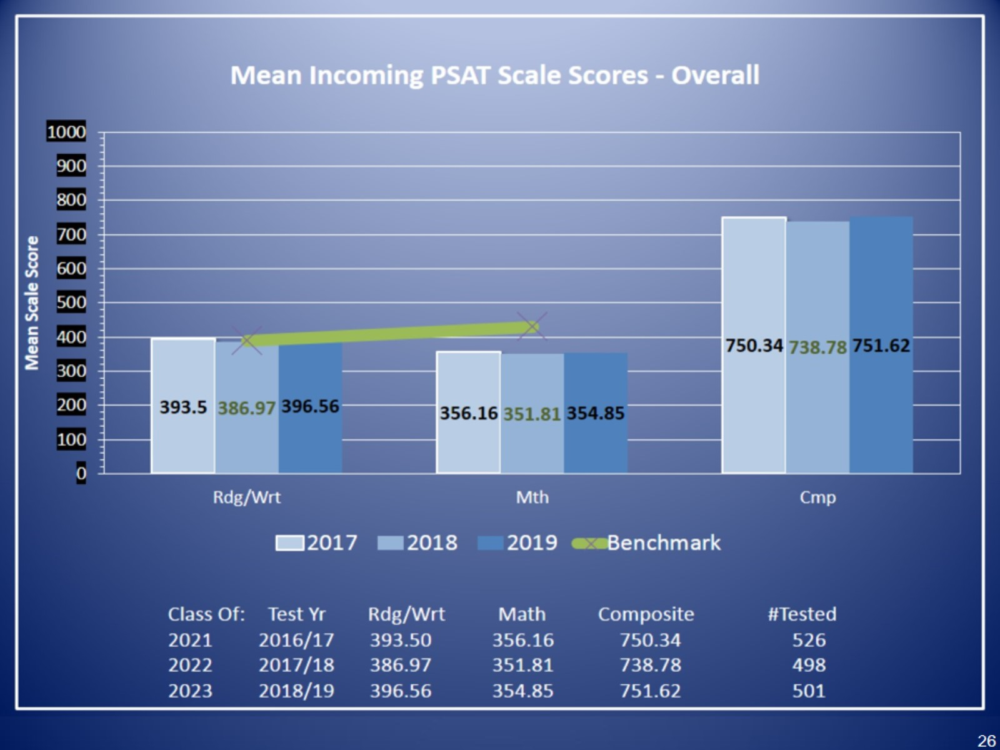 Mean Incoming PSAT Scale Scores - Overall
Mean Scale Score
1000
900
800
700
600
500
400
300
200
100
0
393.5 386.97 396.56
356.16 351.81 354.85
750.34 738.78 751.62
Rdg/Wrt Mth Cmp
2017 2018 2019 Benchmark
Class Of: Test Yr Rdg/Wrt Math Composite #Tested
2021 2016/17 393.50 356.16 750.34 526
2022 2017/18 386.97 351.81 738.78 498
2023 2018/19 396.56 354.85 751.62 501
26